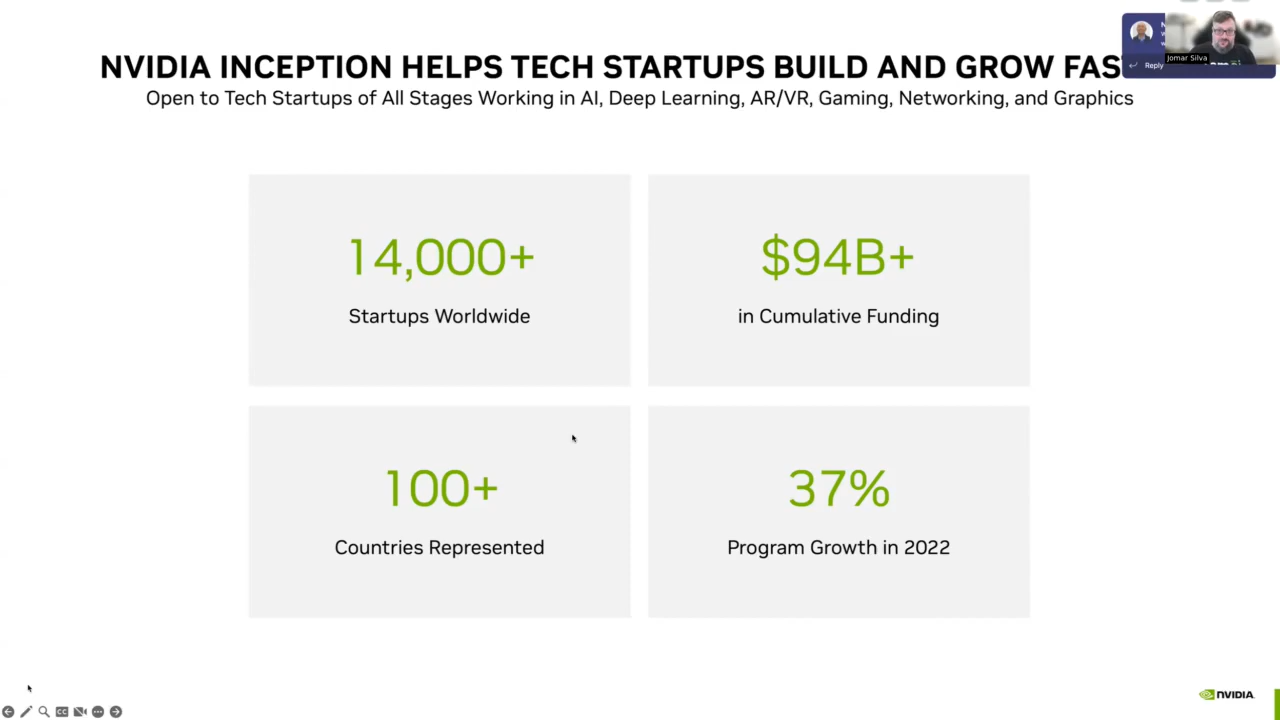 NVIDIA INCEPTION HELPS TECH STARTUPS BUILD AND GROW FAS
Open to Tech Startups of All Stages Working in AI, Deep Learning, AR/VR, Gaming, Networking, and Graphics
Reply
Jomar Silva
14,000+
Startups Worldwide
$94B+
in Cumulative Funding
100+
Countries Represented
37%
Program Growth in 2022
CC
NVIDIA